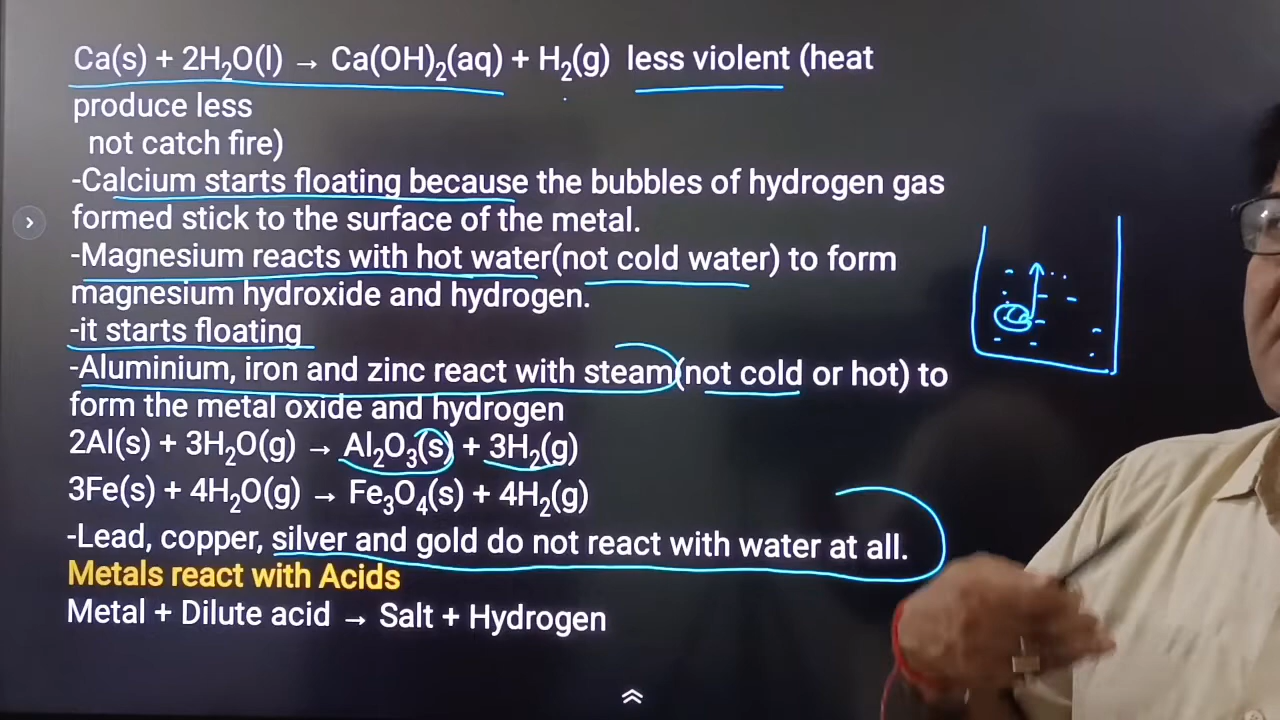 Ca(s) + 2H₂O(l) → Ca(OH)₂(aq) + H₂(g) less violent (heat
produce less
not catch fire)
-Calcium starts floating because the bubbles of hydrogen gas
formed stick to the surface of the metal.
-Magnesium reacts with hot water(not cold water) to form
magnesium hydroxide and hydrogen.
-it starts floating
-Aluminium, iron and zinc react with steam(not cold or hot) to
form the metal oxide and hydrogen
2Al(s) + 3H₂O(g) → Al₂O₃(s) + 3H₂(g)
3Fe(s) + 4H₂O(g) → Fe₃O₄(s) + 4H₂(g)
-Lead, copper, silver and gold do not react with water at all.
Metals react with Acids
Metal + Dilute acid → Salt + Hydrogen